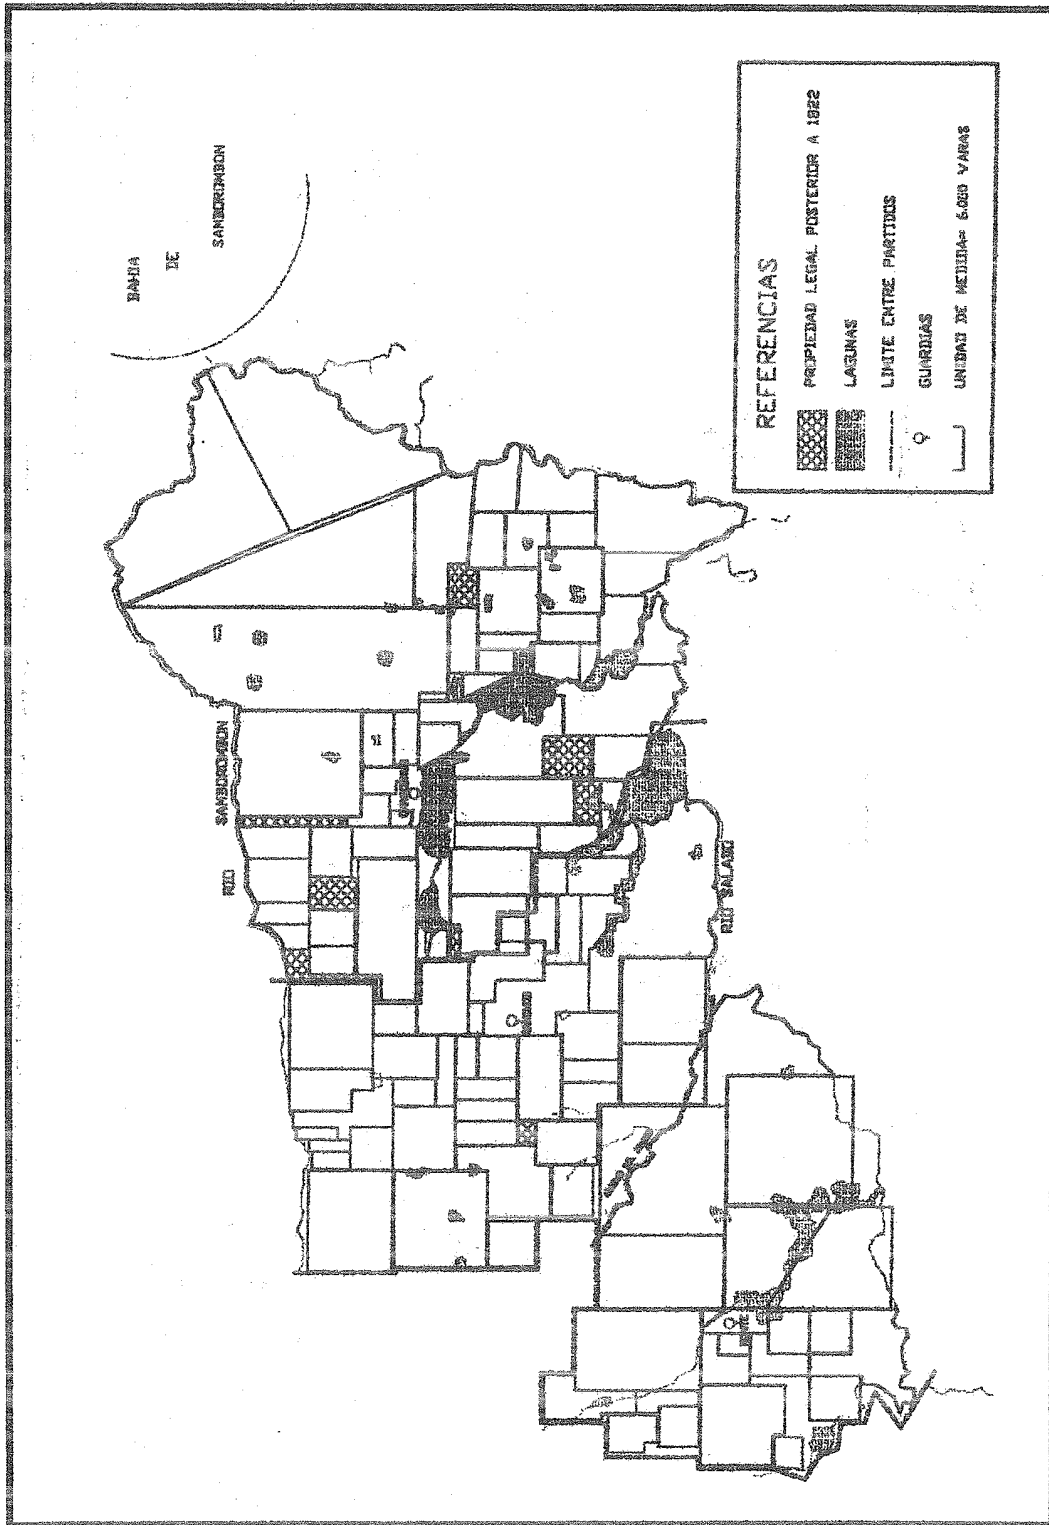 BAHIA
DE
SAMBOROMBON
SAMBOROMBON
RIO
RIO SALADO
REFERENCIAS
PROPIEDAD LEGAL POSTERIOR A 1822
LAGUNAS
LIMITE ENTRE PARTIDOS
GUARDIAS
UNIDAD DE MEDIDA= 6.000 VARAS